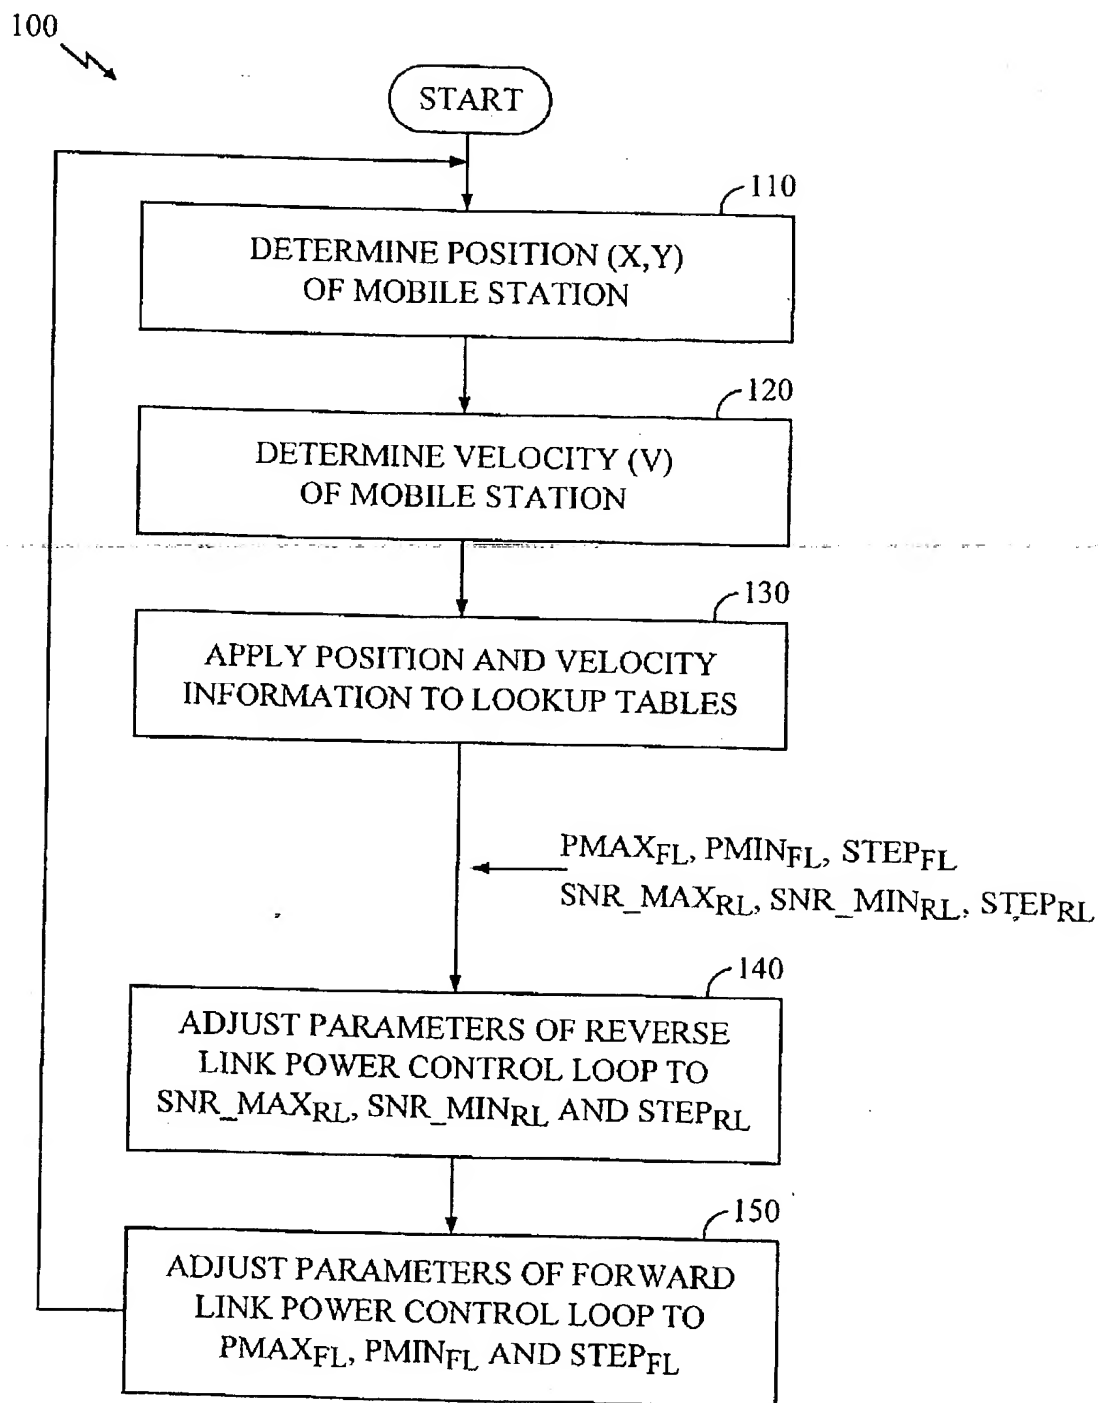 100
START
110
DETERMINE POSITION (X,Y)
OF MOBILE STATION
120
DETERMINE VELOCITY (V)
OF MOBILE STATION
130
APPLY POSITION AND VELOCITY
INFORMATION TO LOOKUP TABLES
PMAXFL, PMINFL, STEPFL
SNR_MAXRL, SNR_MINRL, STEPRL
140
ADJUST PARAMETERS OF REVERSE
LINK POWER CONTROL LOOP TO
SNR_MAXRL, SNR_MINRL AND STEPRL
150
ADJUST PARAMETERS OF FORWARD
LINK POWER CONTROL LOOP TO
PMAXFL, PMINFL AND STEPFL